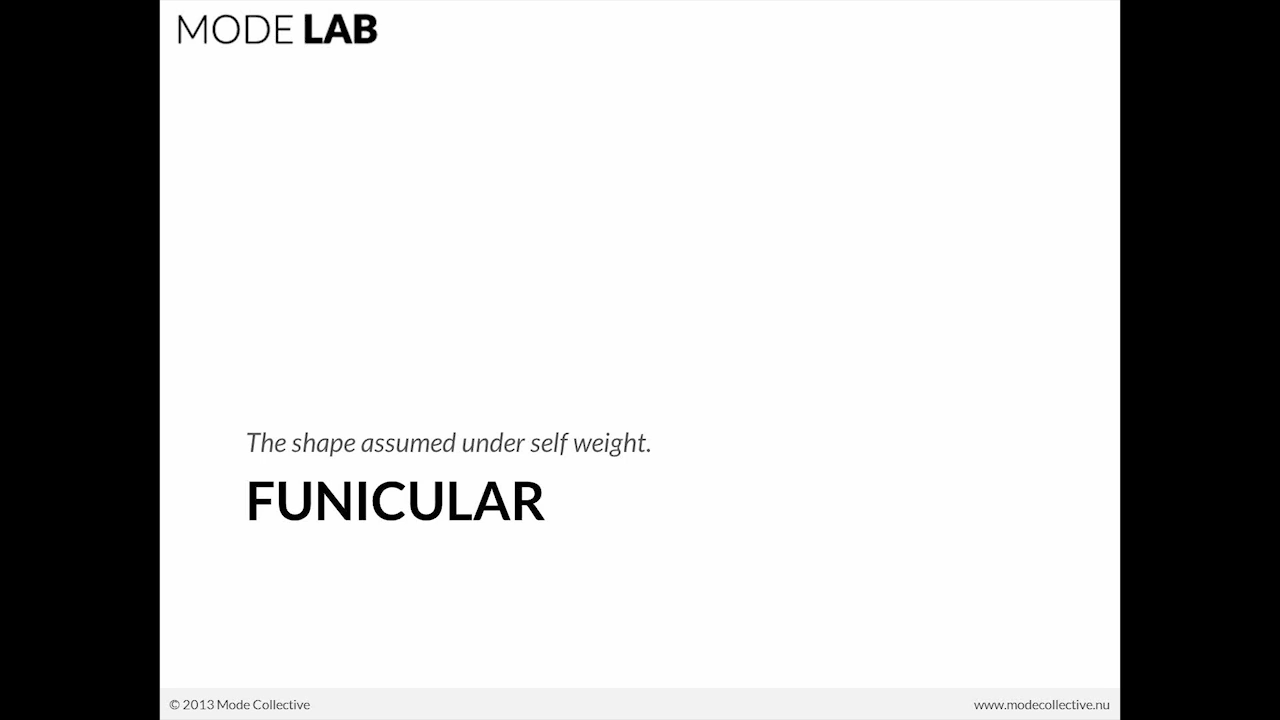 MODE LAB
The shape assumed under self weight.
FUNICULAR
© 2013 Mode Collective
www.modecollective.nu